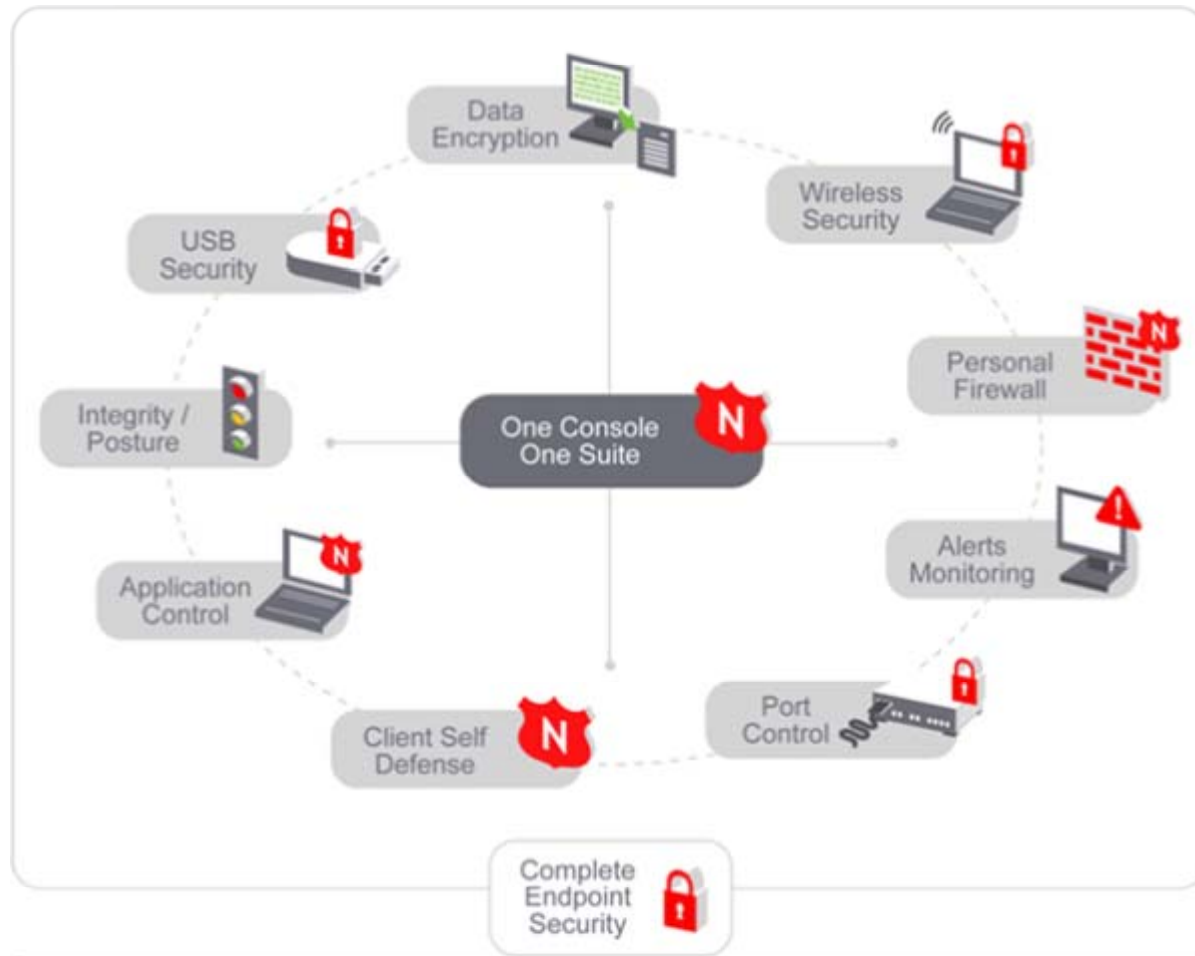 Data
Encryption
Wireless
Security
USB
Security
Personal
Firewall
N
Integrity /
Posture
One Console
One Suite
N
Alerts
Monitoring
Application
Control
N
Port
Control
Client Self
Defense
N
Complete
Endpoint
Security